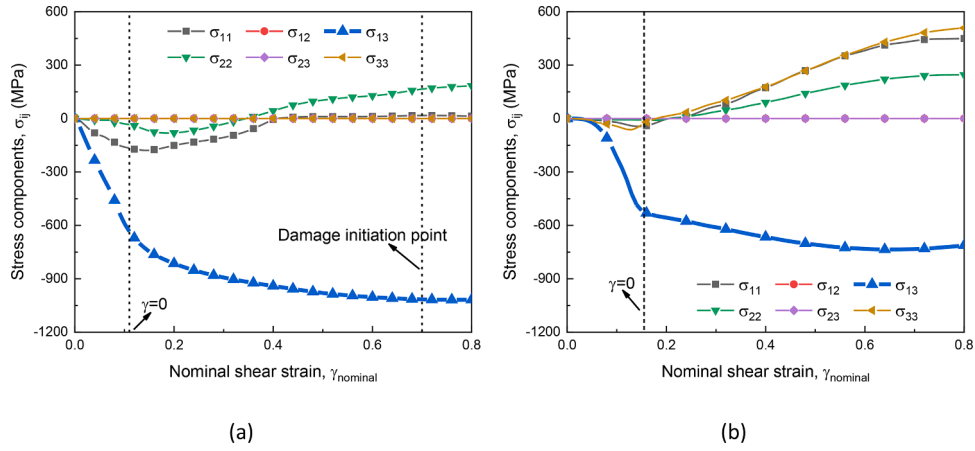 600
300
0
-300
-600
-900
-1200
Stress components, σij (MPa)
σ11
σ12
σ13
σ22
σ23
σ33
Damage initiation point
γ=0
0.0 0.2 0.4 0.6 0.8
Nominal shear strain, γnominal
(a)
600
300
0
-300
-600
-900
-1200
Stress components, σij (MPa)
γ=0
σ11
σ12
σ13
σ22
σ23
σ33
0.0 0.2 0.4 0.6 0.8
Nominal shear strain, γnominal
(b)